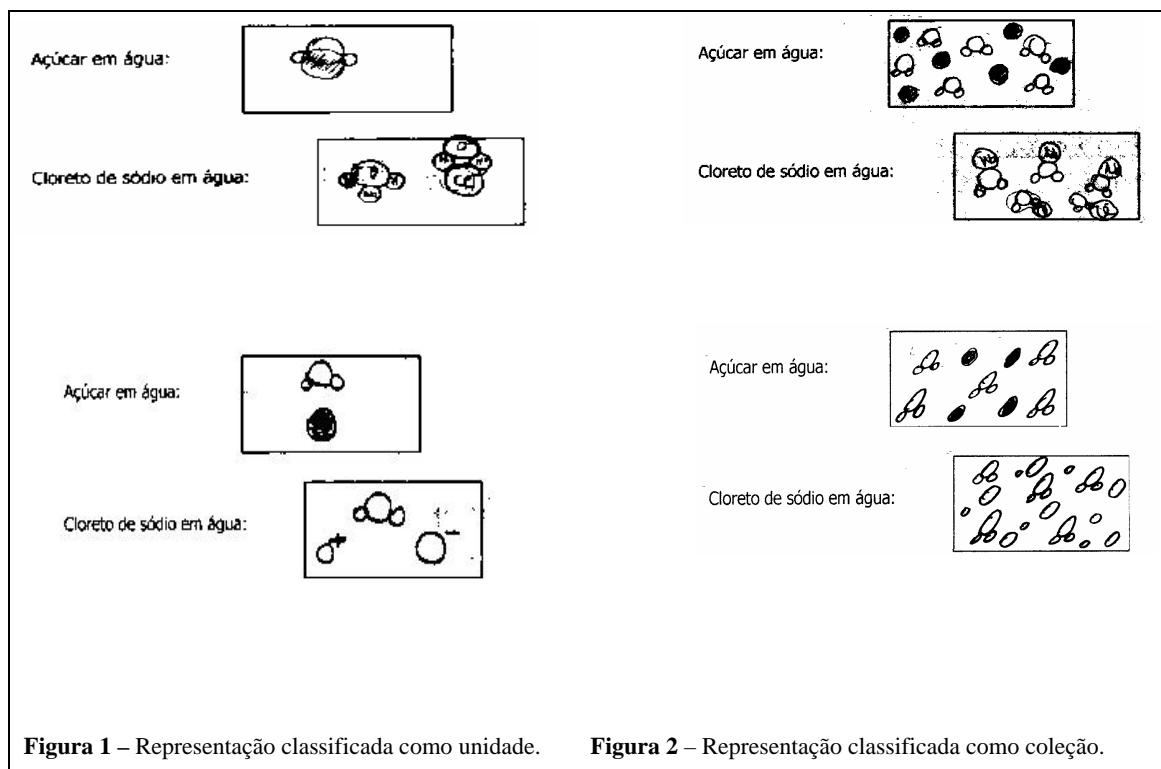 Açúcar em água:
Cloreto de sódio em água:
Açúcar em água:
Cloreto de sódio em água:
Figura 1 – Representação classificada como unidade.
Açúcar em água:
Cloreto de sódio em água:
Na
Açúcar em água:
Cloreto de sódio em água:
Figura 2 – Representação classificada como coleção.